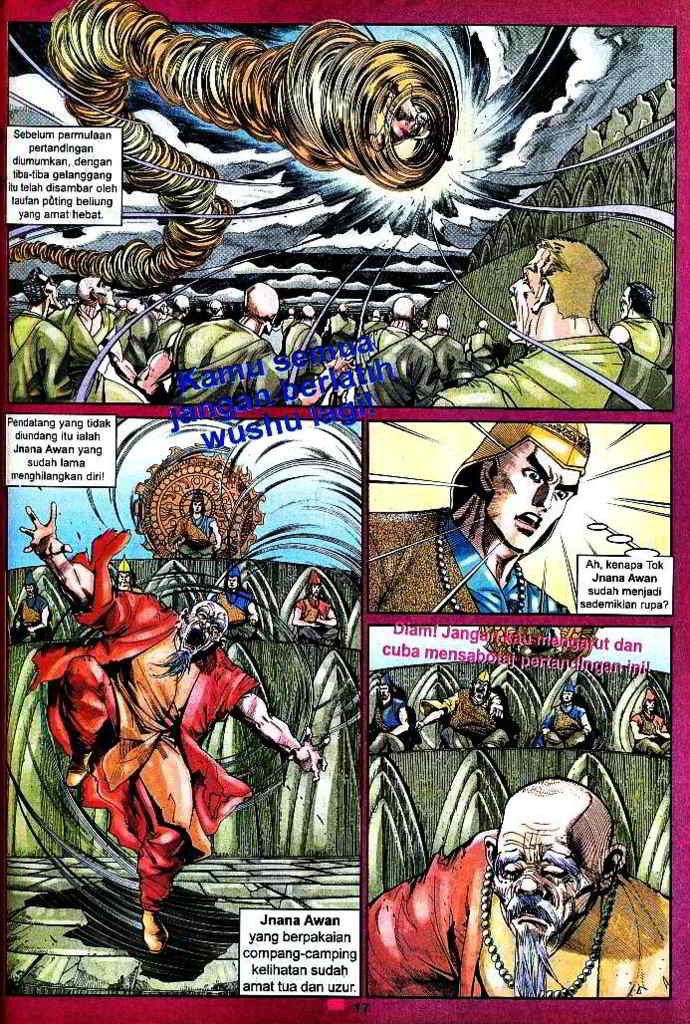 Sebelum permulaan
pertandingan
diumumkan, dengan
tiba-tiba gelanggang
itu telah disambar oleh
taufan puting beliung
yang amat hebat.
Kamu semua
jangan berlatih
wushu lagi!
Pendatang yang tidak
diundang itu ialah
Jnana Awan yang
sudah lama
menghilangkan diri!
Ah, kenapa Tok
Jnana Awan
sudah menjadi
sedemikian rupa?
Diam! Jangan kau mengarut dan
cuba mensabotaj pertandingan ini!
Jnana Awan
yang berpakaian
compang-camping
kelihatan sudah
amat tua dan uzur.
17